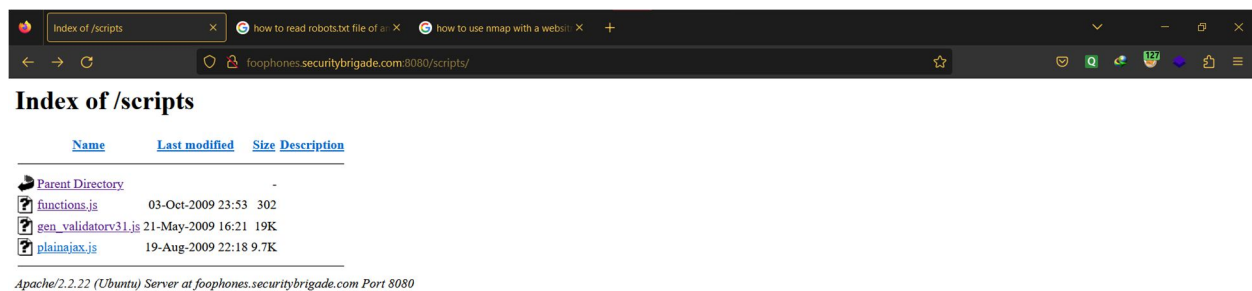 Index of /scripts
how to read robots.txt file of an
how to use nmap with a websit
foophones.securitybrigade.com:8080/scripts/
127
Q
Index of /scripts
Name Last modified Size Description
Parent Directory -
functions.js 03-Oct-2009 23:53 302
gen_validatorv31.js 21-May-2009 16:21 19K
plainajax.js 19-Aug-2009 22:18 9.7K
Apache/2.2.22 (Ubuntu) Server at foophones.securitybrigade.com Port 8080